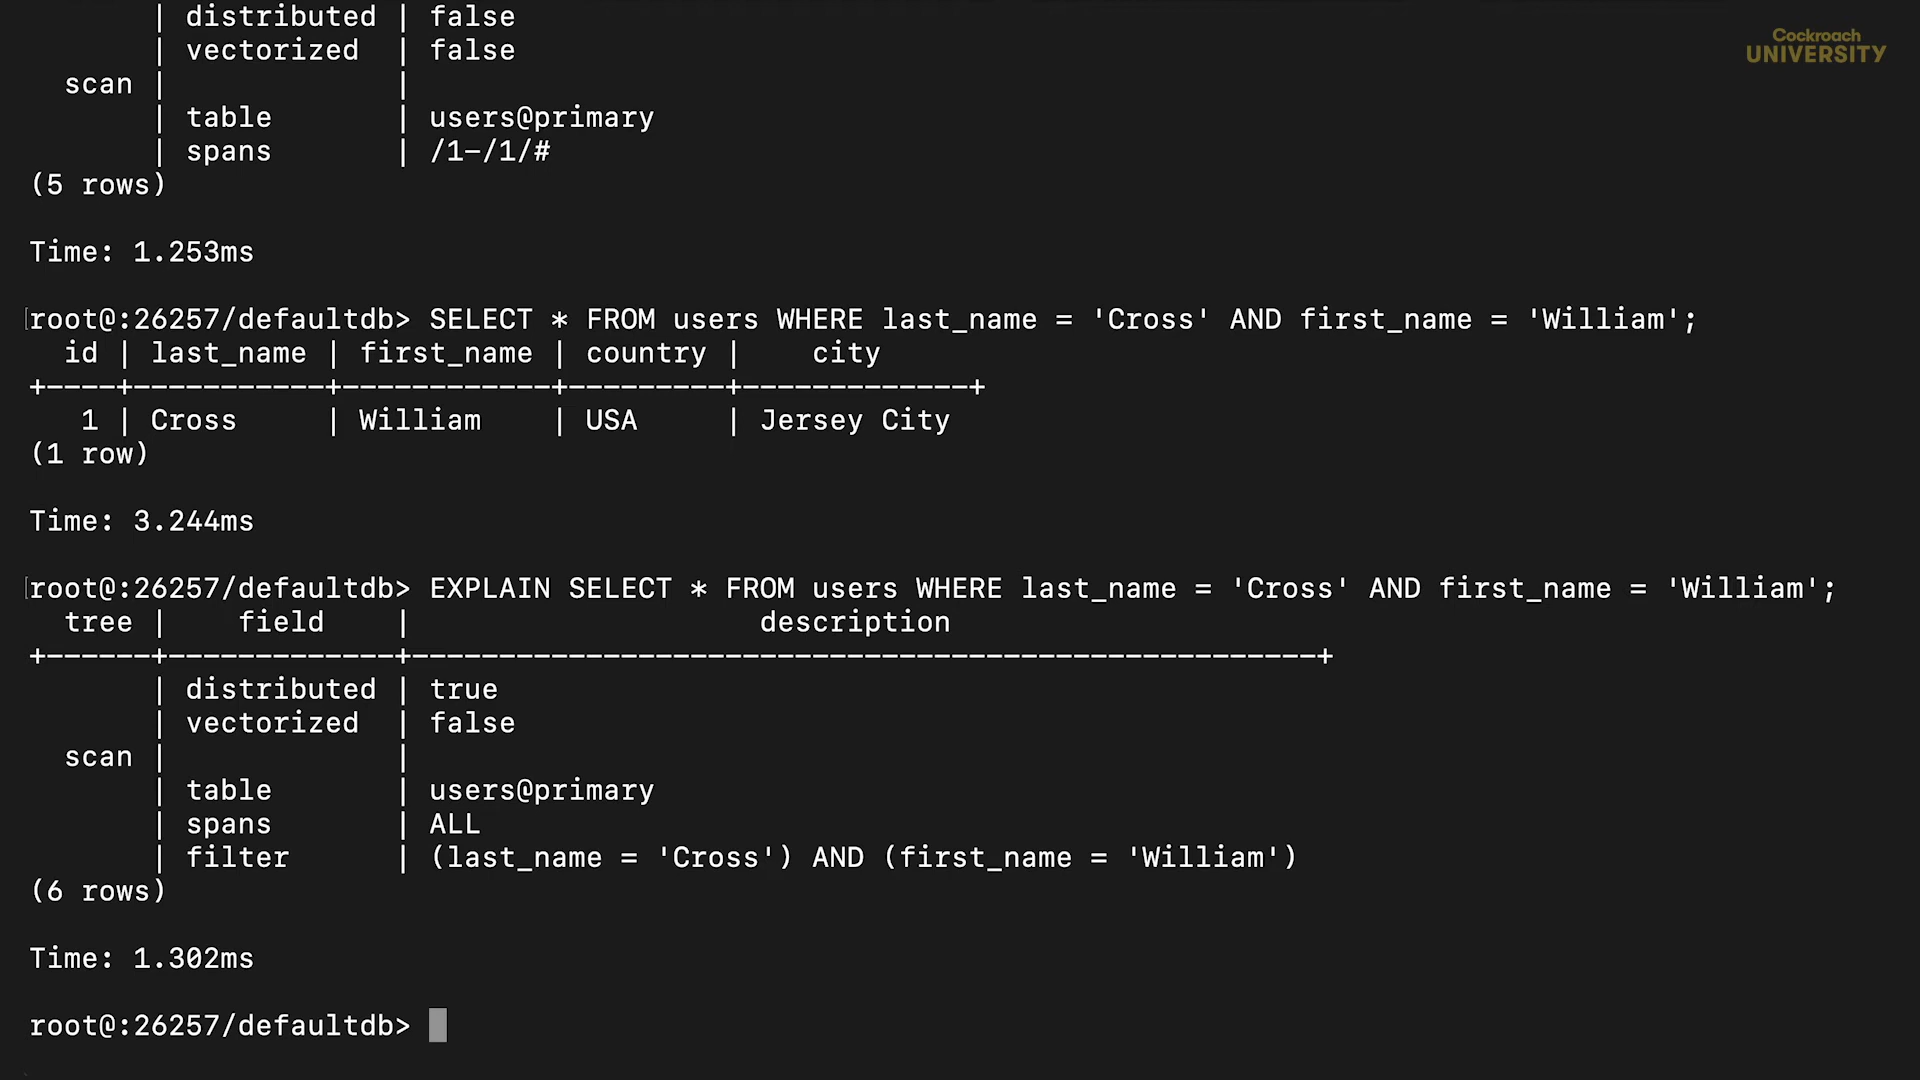 Cockroach
UNIVERSITY
| distributed | false
| vectorized | false
scan | |
| table | users@primary
| spans | /1-/1/#
(5 rows)
Time: 1.253ms
root@:26257/defaultdb> SELECT * FROM users WHERE last_name = 'Cross' AND first_name = 'William';
id | last_name | first_name | country | city
+----+-----------+------------+---------+-------------+
1 | Cross | William | USA | Jersey City
(1 row)
Time: 3.244ms
root@:26257/defaultdb> EXPLAIN SELECT * FROM users WHERE last_name = 'Cross' AND first_name = 'William';
tree | field | description
+------+-------------+----------------------------------------------------+
| distributed | true
| vectorized | false
scan | |
| table | users@primary
| spans | ALL
| filter | (last_name = 'Cross') AND (first_name = 'William')
(6 rows)
Time: 1.302ms
root@:26257/defaultdb>